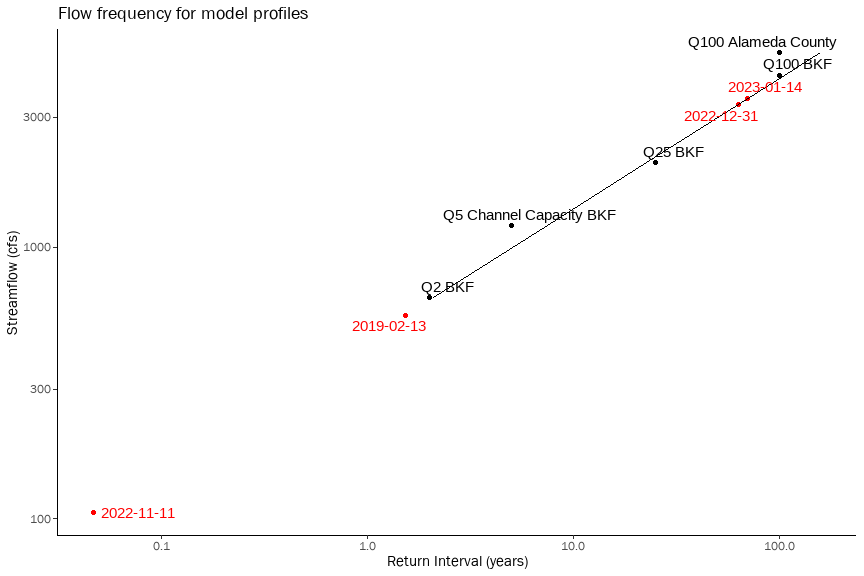 Flow frequency for model profiles
Q100 Alameda County
Q100 BKF
2023-01-14
2022-12-31
Q25 BKF
Q5 Channel Capacity BKF
Q2 BKF
2019-02-13
2022-11-11
Streamflow (cfs)
3000
1000
300
100
0.1
1.0
10.0
100.0
Return Interval (years)